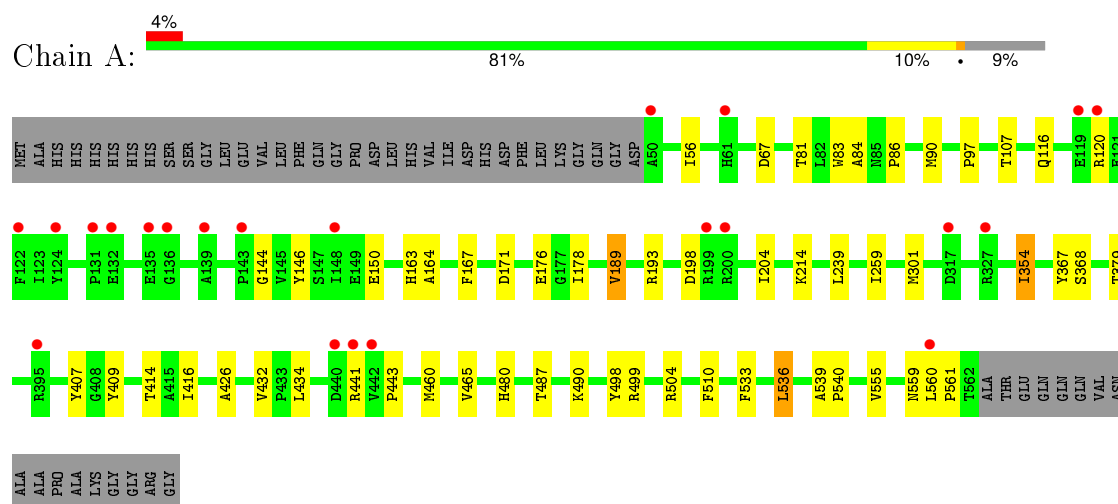 4%
Chain A:
81% 10% • 9%
MET ALA HIS HIS HIS HIS HIS HIS SER SER GLY LEU GLU VAL LEU PHE GLN GLY PRO ASP LEU HIS VAL ILE ASP HIS ASP PHE LEU LYS GLY GLN GLY ASP A50 I56 H61 D67 T81 L82 W83 A84 N85 P86 M90 P97 T107 Q116 E119 R120 E121
F122 I123 Y124 P131 E132 E135 G136 A139 P143 G144 V145 Y146 S147 I148 E149 E150 H163 A164 F167 D171 E176 G177 I178 V189 R193 D198 R199 R200 I204 K214 L239 I259 M301 D317 R327 I354 Y367 S368 T379
R395 Y407 G408 Y409 T414 A415 I416 A426 V432 P433 L434 D440 R441 V442 P443 M460 V465 H480 T487 K490 Y498 R499 R504 F510 F533 L536 A539 P540 V555 N559 L560 P561 T562 ALA THR GLU GLN GLN GLN VAL ASN
ALA ALA PRO ALA LYS GLY GLY ARG GLY